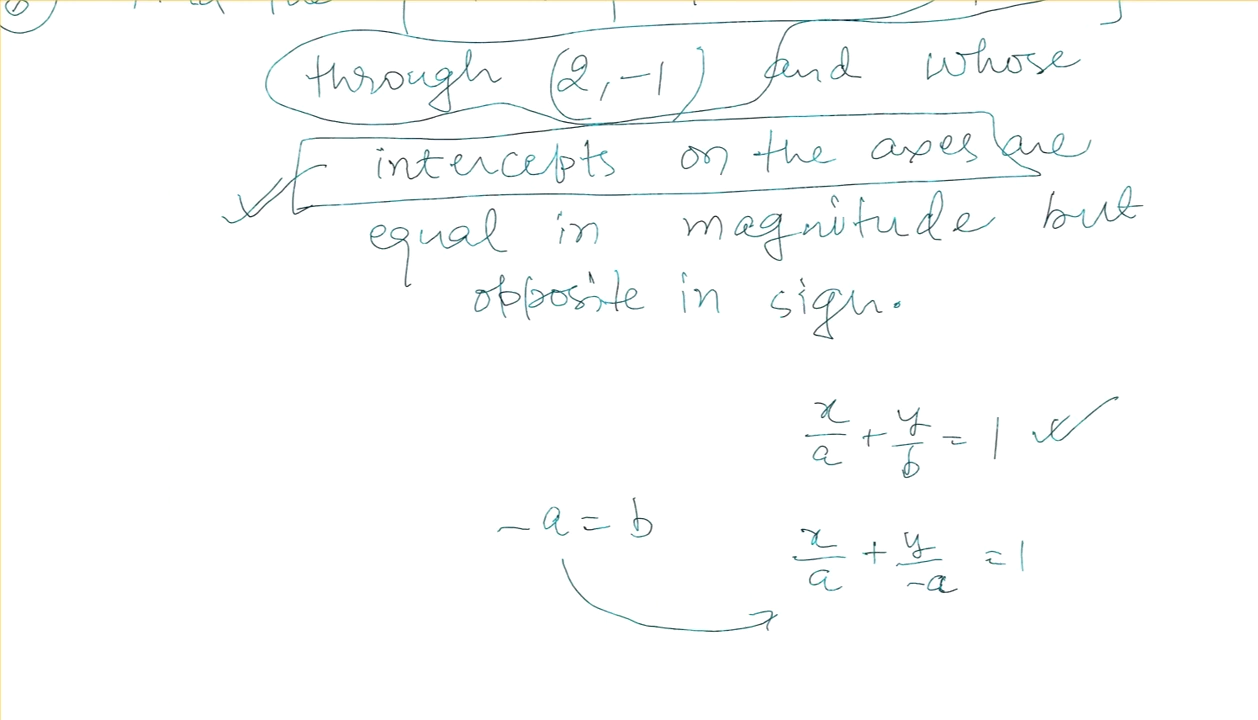 through (2,-1) and whose
intercepts on the axes are
equal in magnitude but
opposite in sign.
x/a + y/b = 1
-a = b
x/a + y/-a = 1